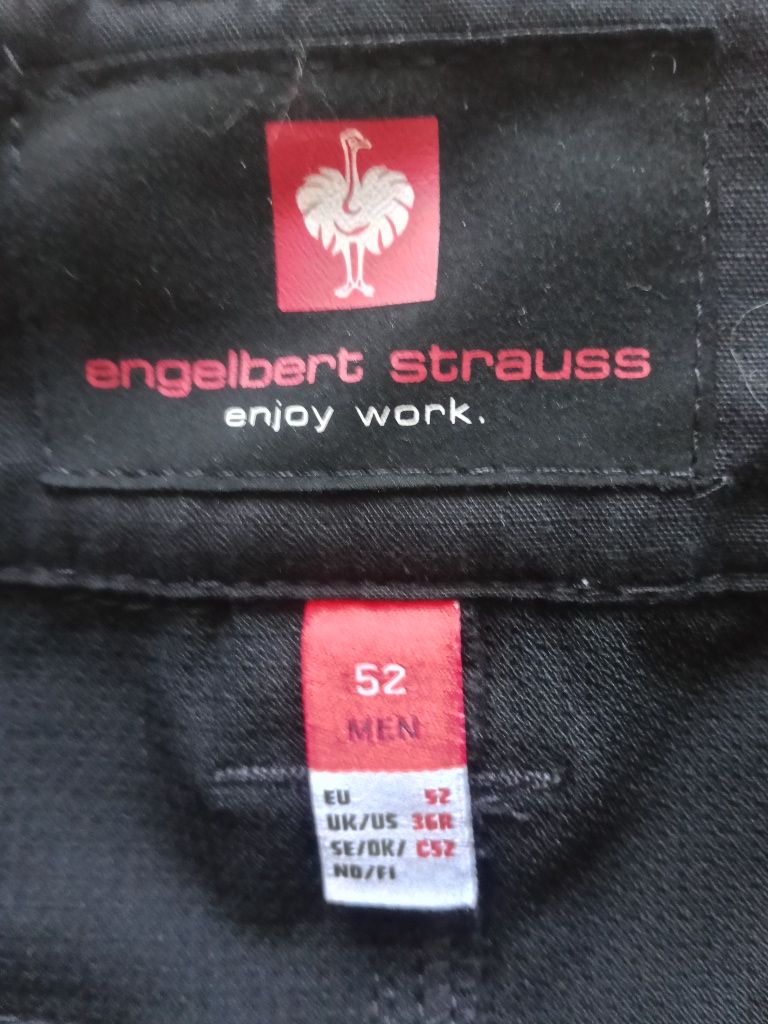 engelbert strauss
enjoy work.
52
MEN
EU 52
UK/US 36R
SE/DK/ C52
NO/FI